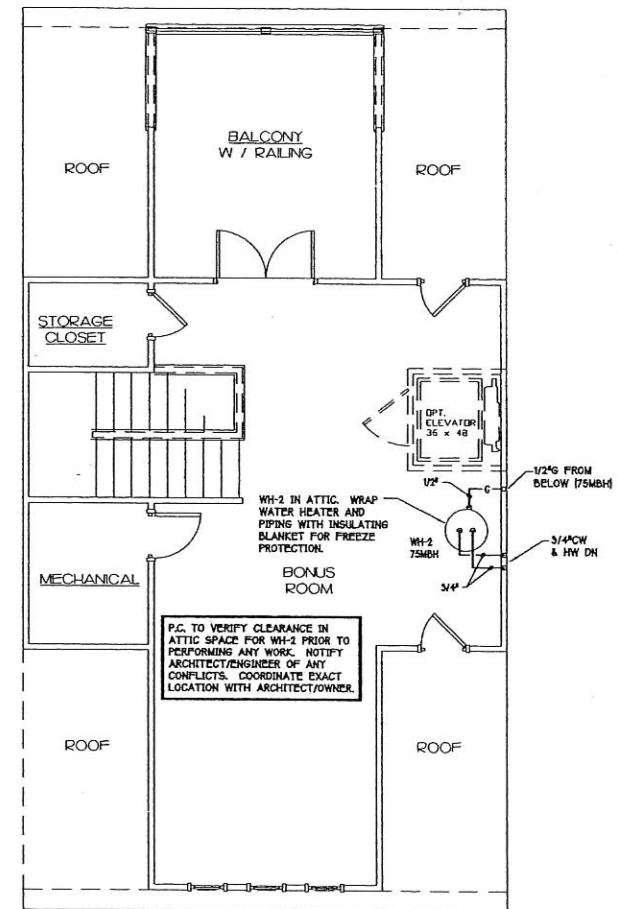 BALCONY
W / RAILING
ROOF
ROOF
STORAGE
CLOSET
OPT.
ELEVATOR
36 x 48
1/2"
G
1/2"G FROM
BELOW (75MBH)
WH-2 IN ATTIC. WRAP
WATER HEATER AND
PIPING WITH INSULATING
BLANKET FOR FREEZE
PROTECTION.
WH-2
75MBH
3/4"CW
& HW DN
3/4"
MECHANICAL
BONUS
ROOM
P.C. TO VERIFY CLEARANCE IN
ATTIC SPACE FOR WH-2 PRIOR TO
PERFORMING ANY WORK. NOTIFY
ARCHITECT/ENGINEER OF ANY
CONFLICTS. COORDINATE EXACT
LOCATION WITH ARCHITECT/OWNER.
ROOF
ROOF